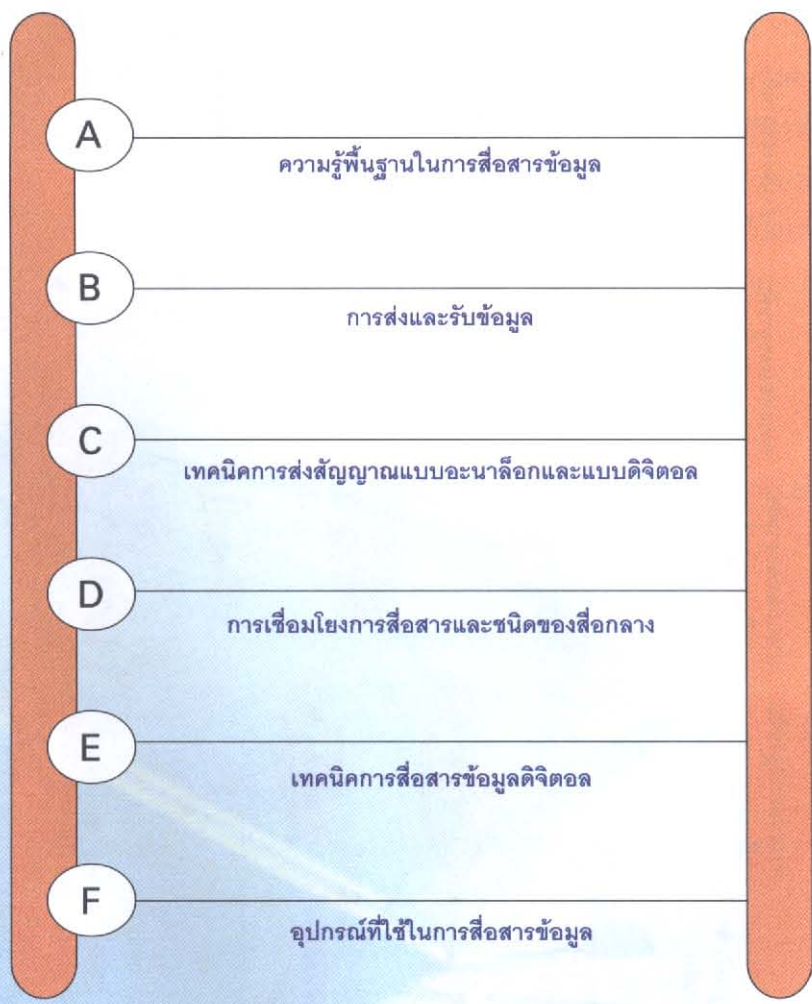 A
ความรู้พื้นฐานในการสื่อสารข้อมูล
B
การส่งและรับข้อมูล
C
เทคนิคการส่งสัญญาณแบบอะนาล็อกและแบบดิจิตอล
D
การเชื่อมโยงการสื่อสารและชนิดของสื่อกลาง
E
เทคนิคการสื่อสารข้อมูลดิจิตอล
F
อุปกรณ์ที่ใช้ในการสื่อสารข้อมูล